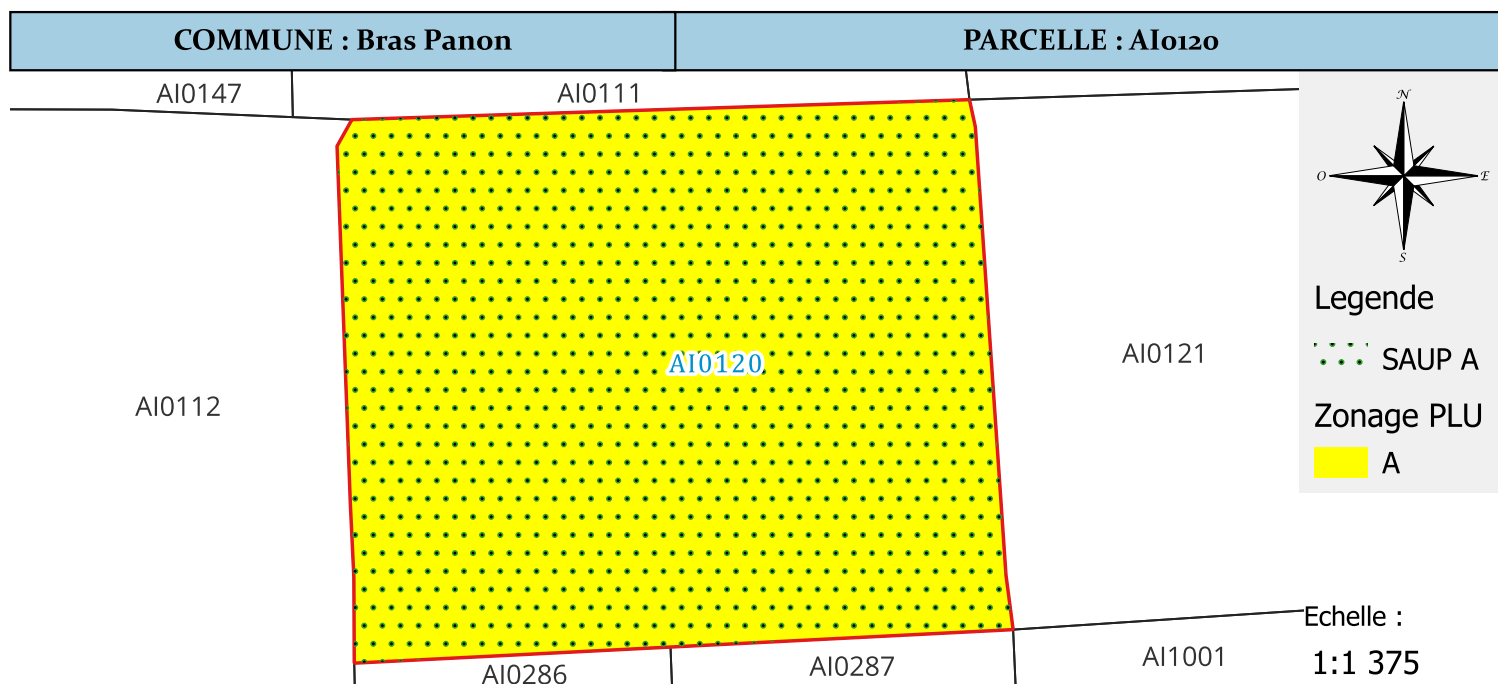 COMMUNE : Bras Panon
PARCELLE : AI0120
AI0147
AI0111
N
O
E
S
Legende
SAUP A
Zonage PLU
A
AI0120
AI0121
AI0112
AI0286
AI0287
AI1001
Echelle :
1:1 375